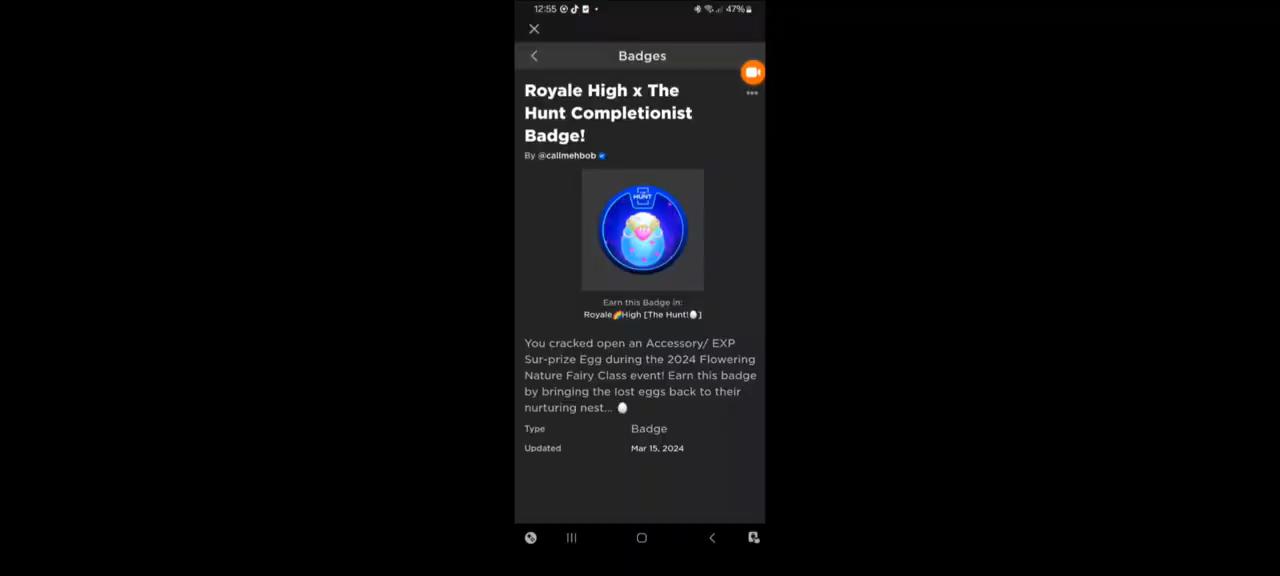 12:55 47%
Badges
Royale High x The
Hunt Completionist
Badge!
By @callmehbob
HUNT
Earn this Badge in:
Royale🌈High [The Hunt!🥚]
You cracked open an Accessory/ EXP
Sur-prize Egg during the 2024 Flowering
Nature Fairy Class event! Earn this badge
by bringing the lost eggs back to their
nurturing nest... 🥚
Type Badge
Updated Mar 15, 2024